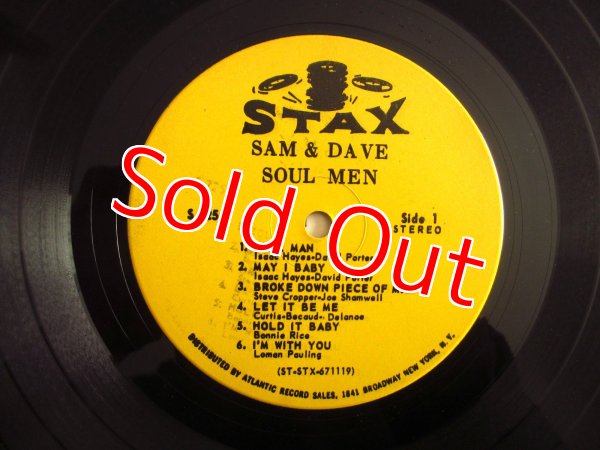 STAX
SAM & DAVE
SOUL MEN
Sold Out
Side 1
STEREO
1. MAN
Isaac Hayes-David Porter
2. MAY I BABY
Isaac Hayes-David Porter
3. BROKE DOWN PIECE OF
Steve Cropper-Joe Shamwell
4. LET IT BE ME
Curtis-Becaud-Delanoe
5. HOLD IT BABY
Bonnie Rice
6. I'M WITH YOU
Loman Pauling
(ST-STX-671119)
DISTRIBUTED BY ATLANTIC RECORD SALES, 1841 BROADWAY NEW YORK, N.Y.